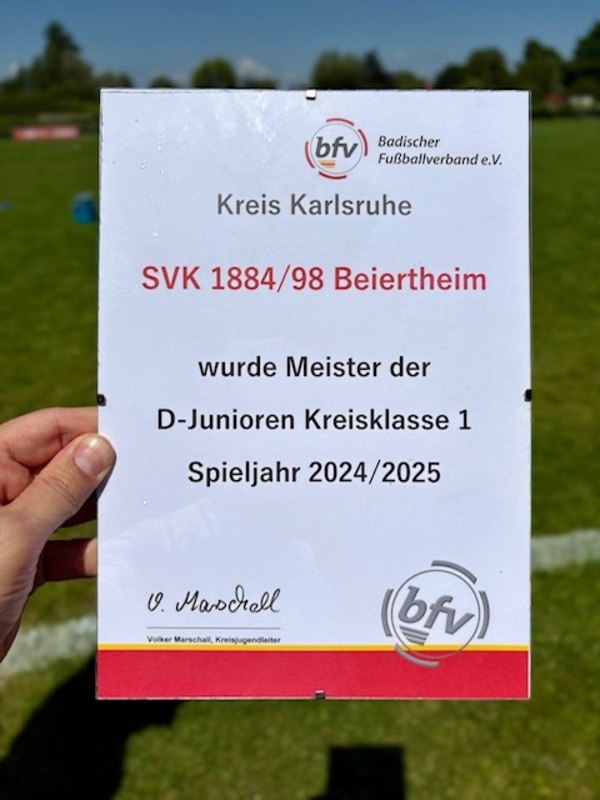 bfv
Badischer
Fußballverband e.V.
Kreis Karlsruhe
SVK 1884/98 Beiertheim
wurde Meister der
D-Junioren Kreisklasse 1
Spieljahr 2024/2025
V. Marschall
Volker Marschall, Kreisjugendleiter
bfv